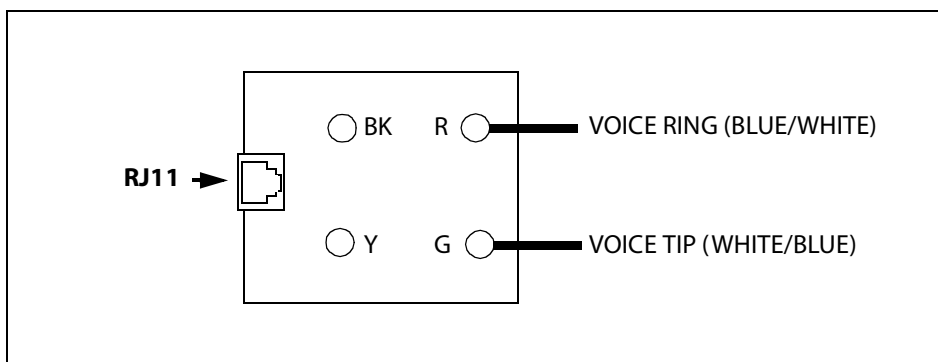 BK R VOICE RING (BLUE/WHITE)
RJ11
Y G VOICE TIP (WHITE/BLUE)